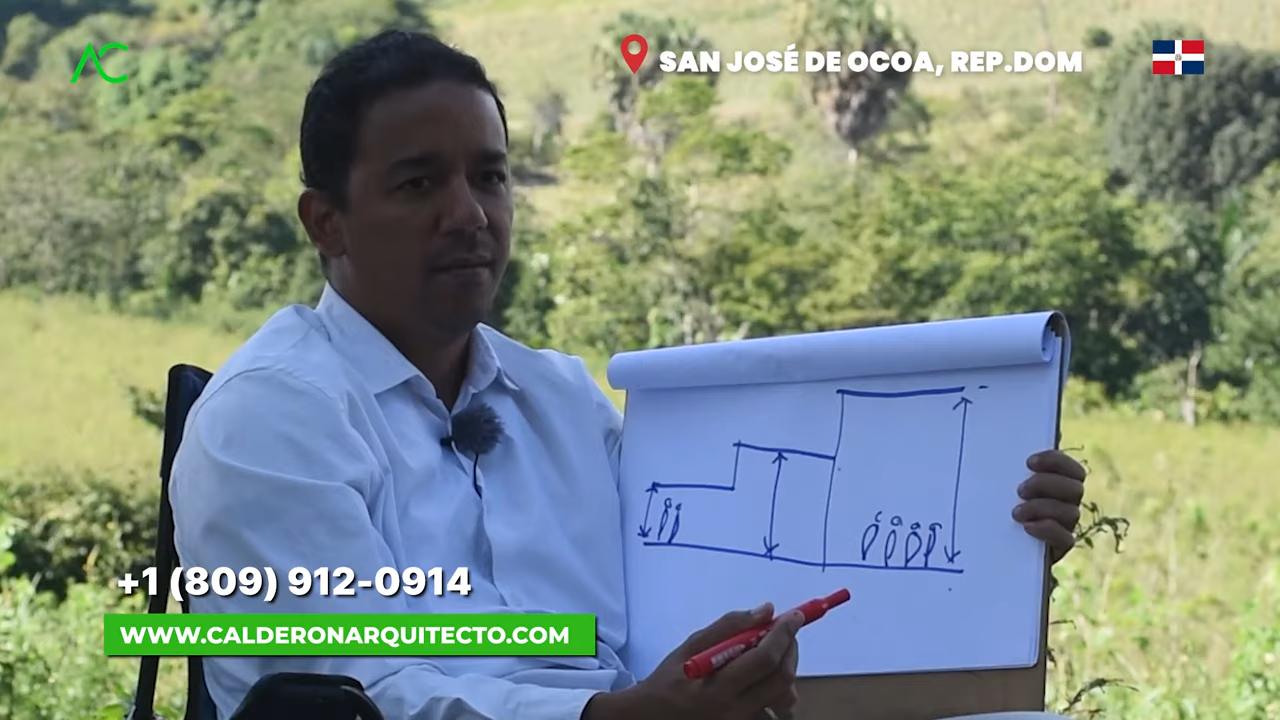 AC
SAN JOSÉ DE OCOA, REP.DOM
+1 (809) 912-0914
WWW.CALDERONARQUITECTO.COM